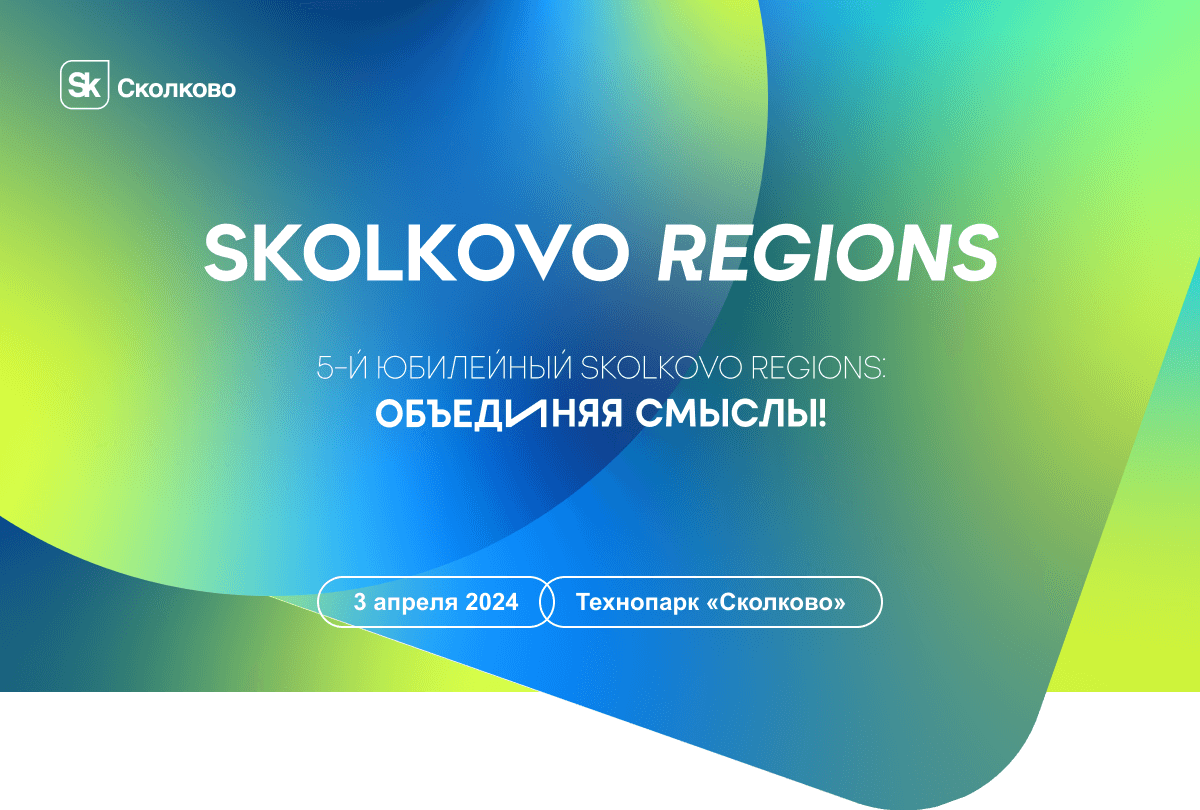 Sk Сколково
SKOLKOVO REGIONS
5-Й ЮБИЛЕЙНЫЙ SKOLKOVO REGIONS:
ОБЪЕДИНЯЯ СМЫСЛЫ!
3 апреля 2024 Технопарк «Сколково»